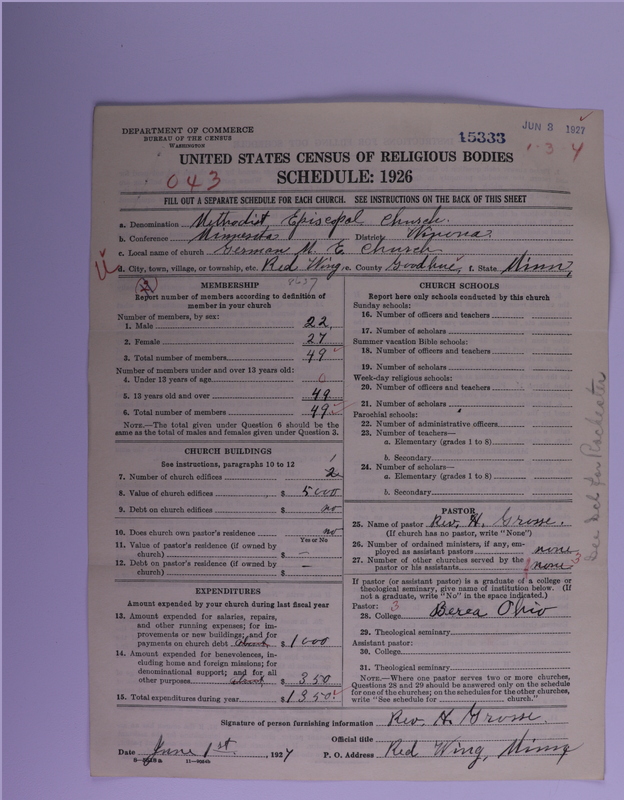 DEPARTMENT OF COMMERCE
BUREAU OF THE CENSUS
WASHINGTON
15333
JUN 3 1927
1-3-4
UNITED STATES CENSUS OF RELIGIOUS BODIES
SCHEDULE: 1926
043
FILL OUT A SEPARATE SCHEDULE FOR EACH CHURCH. SEE INSTRUCTIONS ON THE BACK OF THIS SHEET
a. Denomination Methodist Episcopal Church.
b. Conference Minnesota District Winona
c. Local name of church German M. E. Church
d. City, town, village, or township, etc. Red Wing, e. County Goodhue, f. State Minn,
MEMBERSHIP
Report number of members according to definition of member in your church
Number of members, by sex:
1. Male 22
2. Female 27
3. Total number of members 49
Number of members under and over 13 years old:
4. Under 13 years of age 0
5. 13 years old and over 49
6. Total number of members 49
NOTE.—The total given under Question 6 should be the same as the total of males and females given under Question 3.
CHURCH BUILDINGS
See instructions, paragraphs 10 to 12
7. Number of church edifices 1
8. Value of church edifices $ 5000
9. Debt on church edifices $ no
10. Does church own pastor's residence? no
Yes or No
11. Value of pastor's residence (if owned by church) $ —
12. Debt on pastor's residence (if owned by church) $ —
EXPENDITURES
Amount expended by your church during last fiscal year
13. Amount expended for salaries, repairs, and other running expenses; for improvements or new buildings; and for payments on church debt $ 1000
14. Amount expended for benevolences, including home and foreign missions; for denominational support; and for all other purposes $ 350
15. Total expenditures during year $ 1350
CHURCH SCHOOLS
Report here only schools conducted by this church
Sunday schools:
16. Number of officers and teachers
17. Number of scholars
Summer vacation Bible schools:
18. Number of officers and teachers
19. Number of scholars
Week-day religious schools:
20. Number of officers and teachers
21. Number of scholars
Parochial schools:
22. Number of administrative officers
23. Number of teachers—
a. Elementary (grades 1 to 8)
b. Secondary
24. Number of scholars—
a. Elementary (grades 1 to 8)
b. Secondary
PASTOR
25. Name of pastor Rev. H. Grosse.
(If church has no pastor, write "None")
26. Number of ordained ministers, if any, employed as assistant pastors none
27. Number of other churches served by the pastor or his assistants none 3
If pastor (or assistant pastor) is a graduate of a college or theological seminary, give name of institution below. (If not a graduate, write "No" in the space indicated.)
Pastor: 3
28. College Berea Ohio
29. Theological seminary
Assistant pastor:
30. College
31. Theological seminary
NOTE.—Where one pastor serves two or more churches, Questions 28 and 29 should be answered only on the schedule for one of the churches; on the schedules for the other churches, write "See schedule for church."
See Sch for Rochester
Signature of person furnishing information Rev. H. Grosse.
Official title
Date June 1st, 1927
P. O. Address Red Wing, Minn